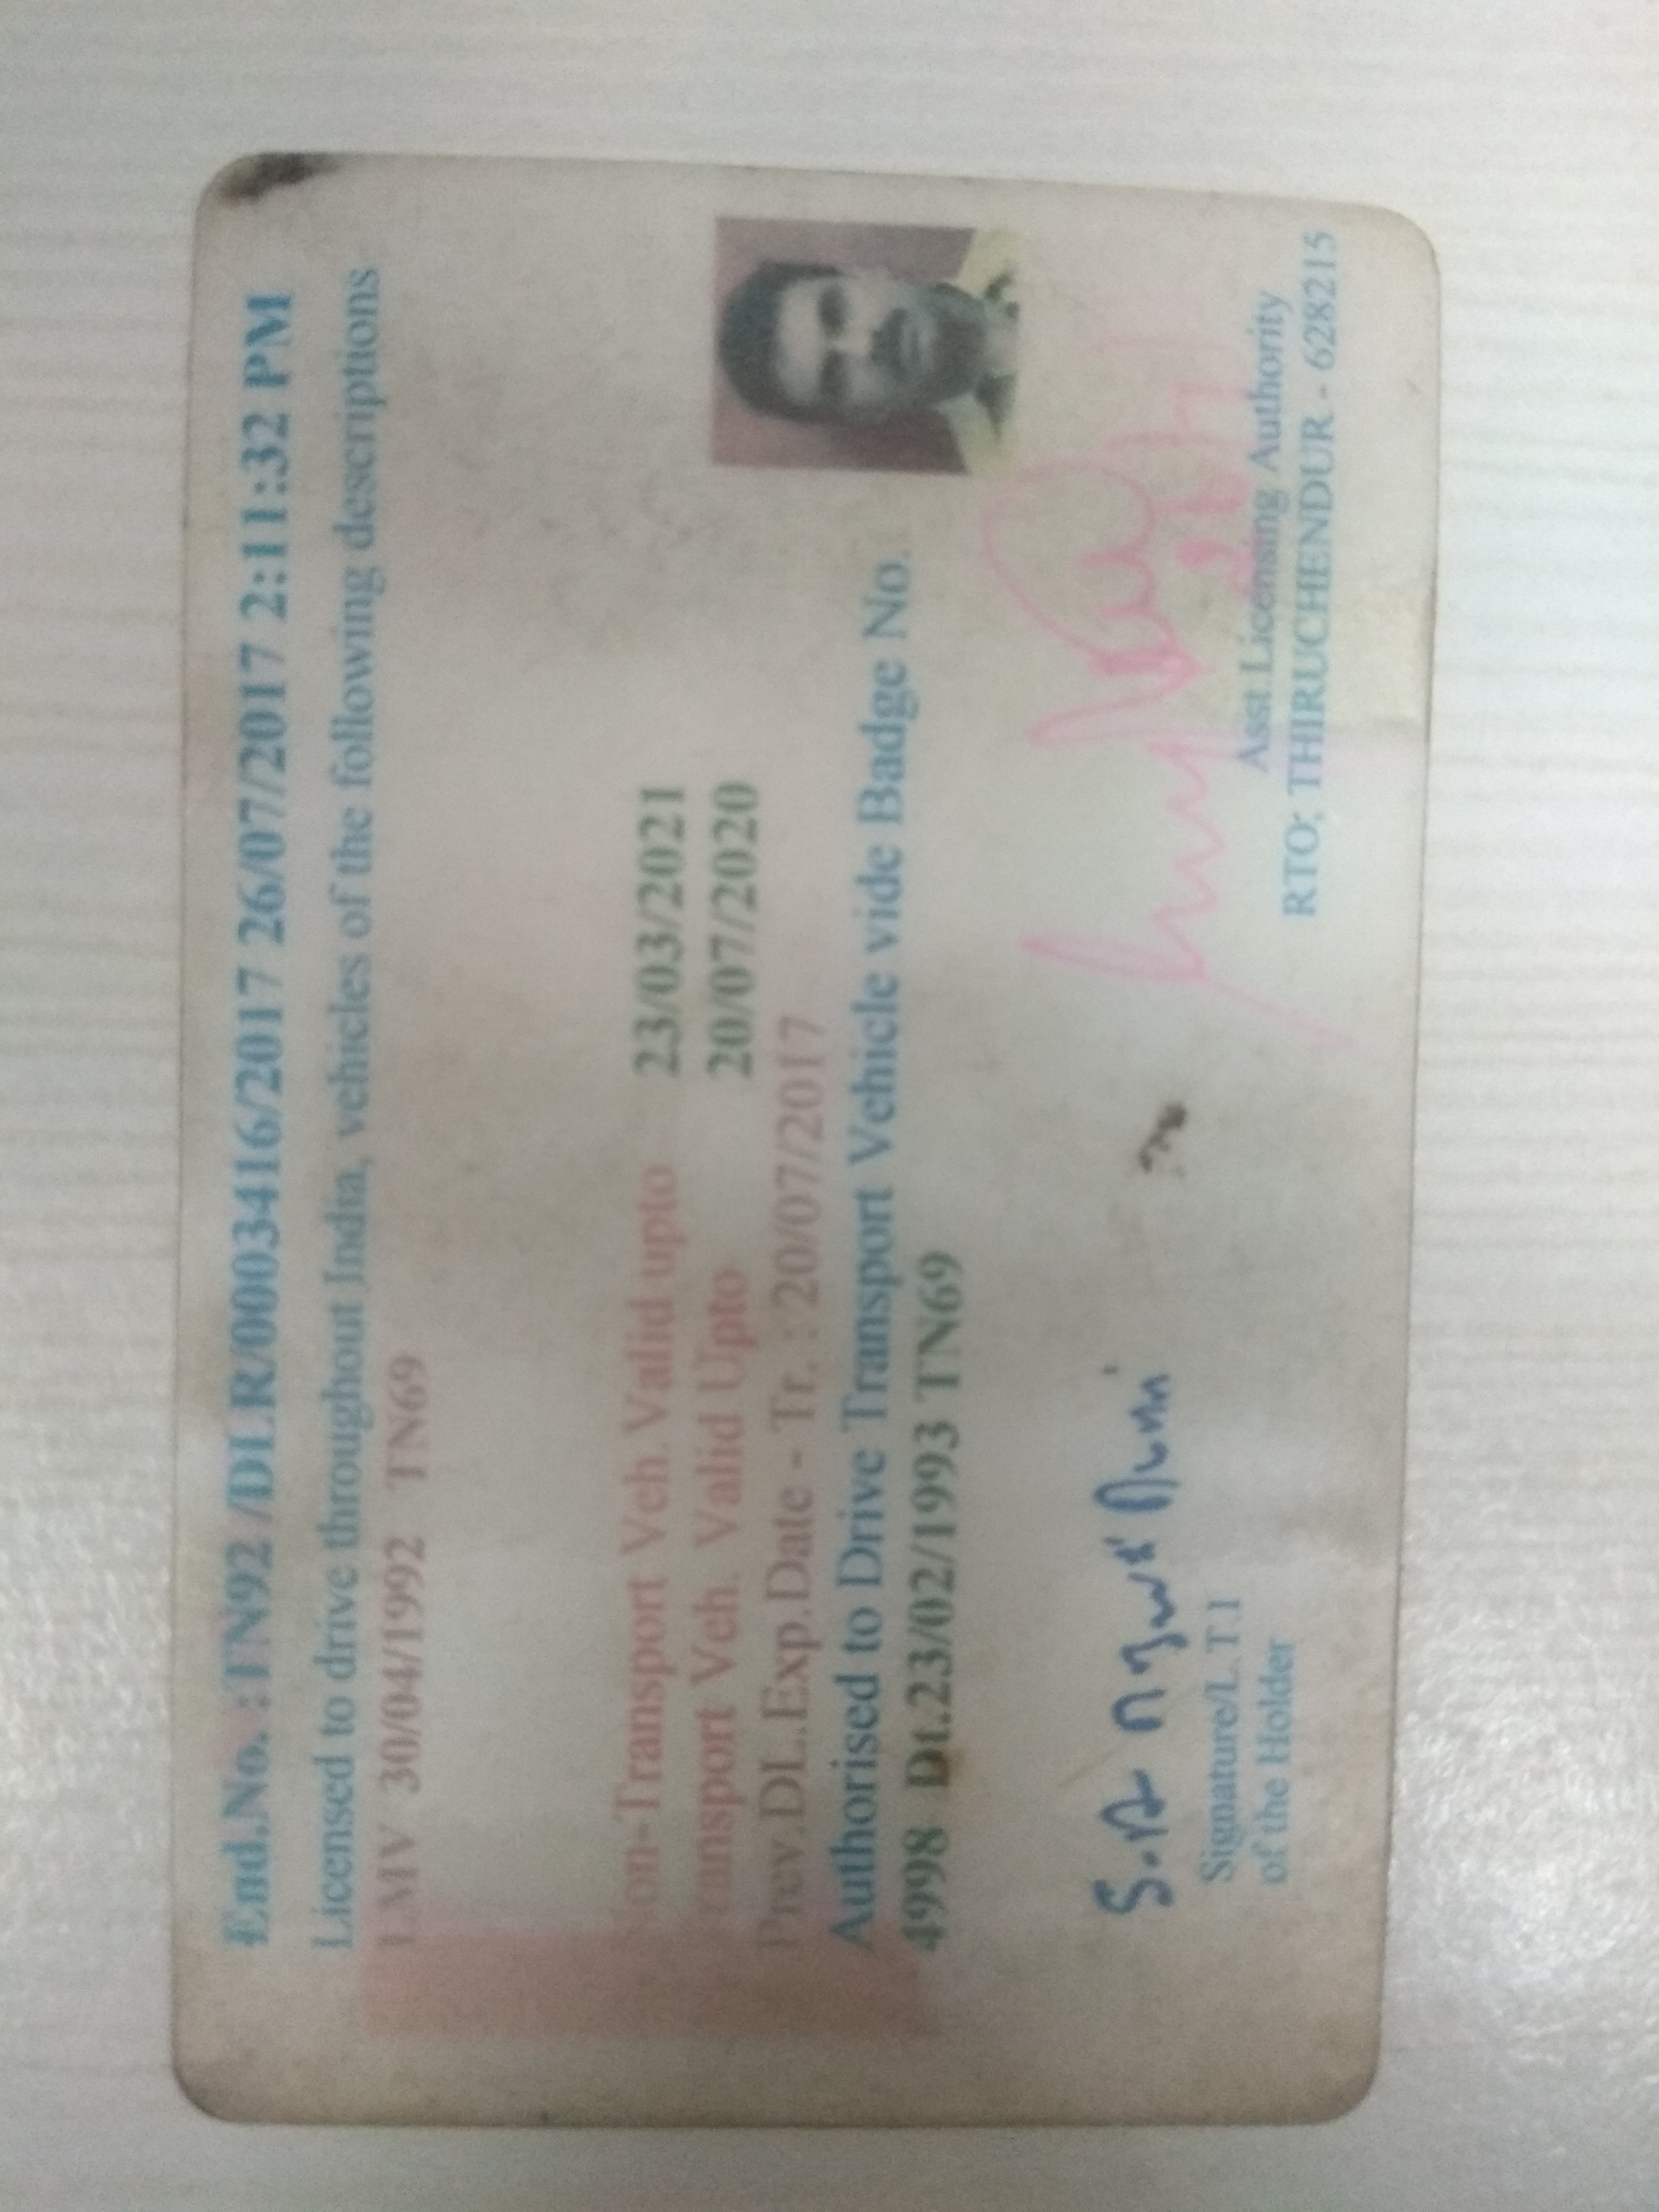 End.No. :TN92 /DLR/0003416/2017 26/07/2017 2:11:32 PM
Licensed to drive throughout India, vehicles of the following descriptions
LMV 30/04/1992 TN69
on-Transport Veh. Valid upto 23/03/2021
ransport Veh. Valid Upto 20/07/2020
Prev.DL.Exp.Date - Tr. : 20/07/2017
Authorised to Drive Transport Vehicle vide Badge No.
4998 Dt.23/02/1993 TN69
Signature/L.T.I
of the Holder
Asst Licensing Authority
RTO; THIRUCHENDUR - 628215